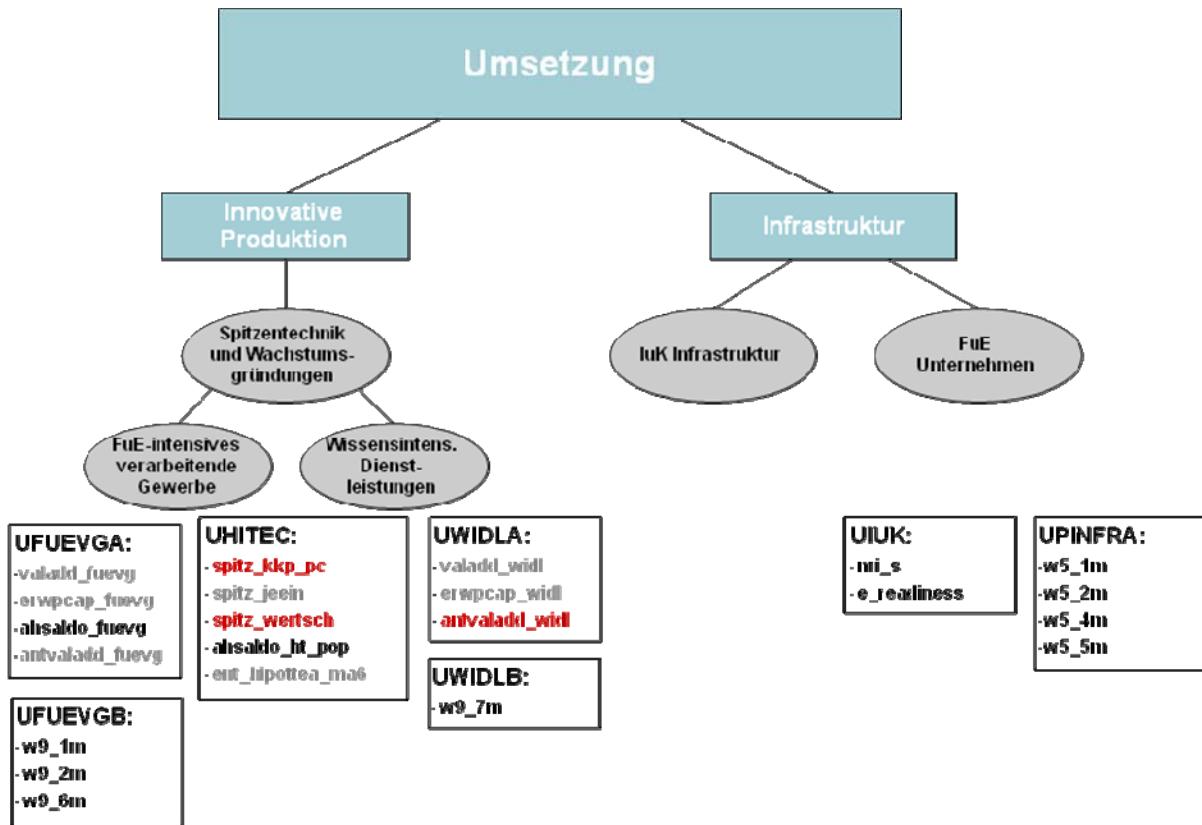 Umsetzung
Innovative
Produktion
Infrastruktur
Spitzentechnik
und Wachstums-
gründungen
IuK Infrastruktur
FuE
Unternehmen
FuE-intensives
verarbeitende
Gewerbe
Wissensintens.
Dienst-
leistungen
UFUEVGA:
-valadd_fuevg
-erwpcap_fuevg
-ahsaldo_fuevg
-antvaladd_fuevg
UHITEC:
-spitz_kkp_pc
-spitz_jeein
-spitz_wertsch
-ahsaldo_ht_pop
-ent_hipottea_ma6
UWIDLA:
-valadd_widl
-erwpcap_widl
-antvaladd_widl
UIUK:
-nri_s
-e_readiness
UPINFRA:
-w5_1m
-w5_2m
-w5_4m
-w5_5m
UFUEVGB:
-w9_1m
-w9_2m
-w9_6m
UWIDLB:
-w9_7m